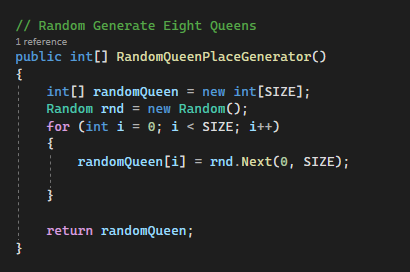 // Random Generate Eight Queens
1 reference
public int[] RandomQueenPlaceGenerator()
{
    int[] randomQueen = new int[SIZE];
    Random rnd = new Random();
    for (int i = 0; i < SIZE; i++)
    {
        randomQueen[i] = rnd.Next(0, SIZE);
    }
    return randomQueen;
}